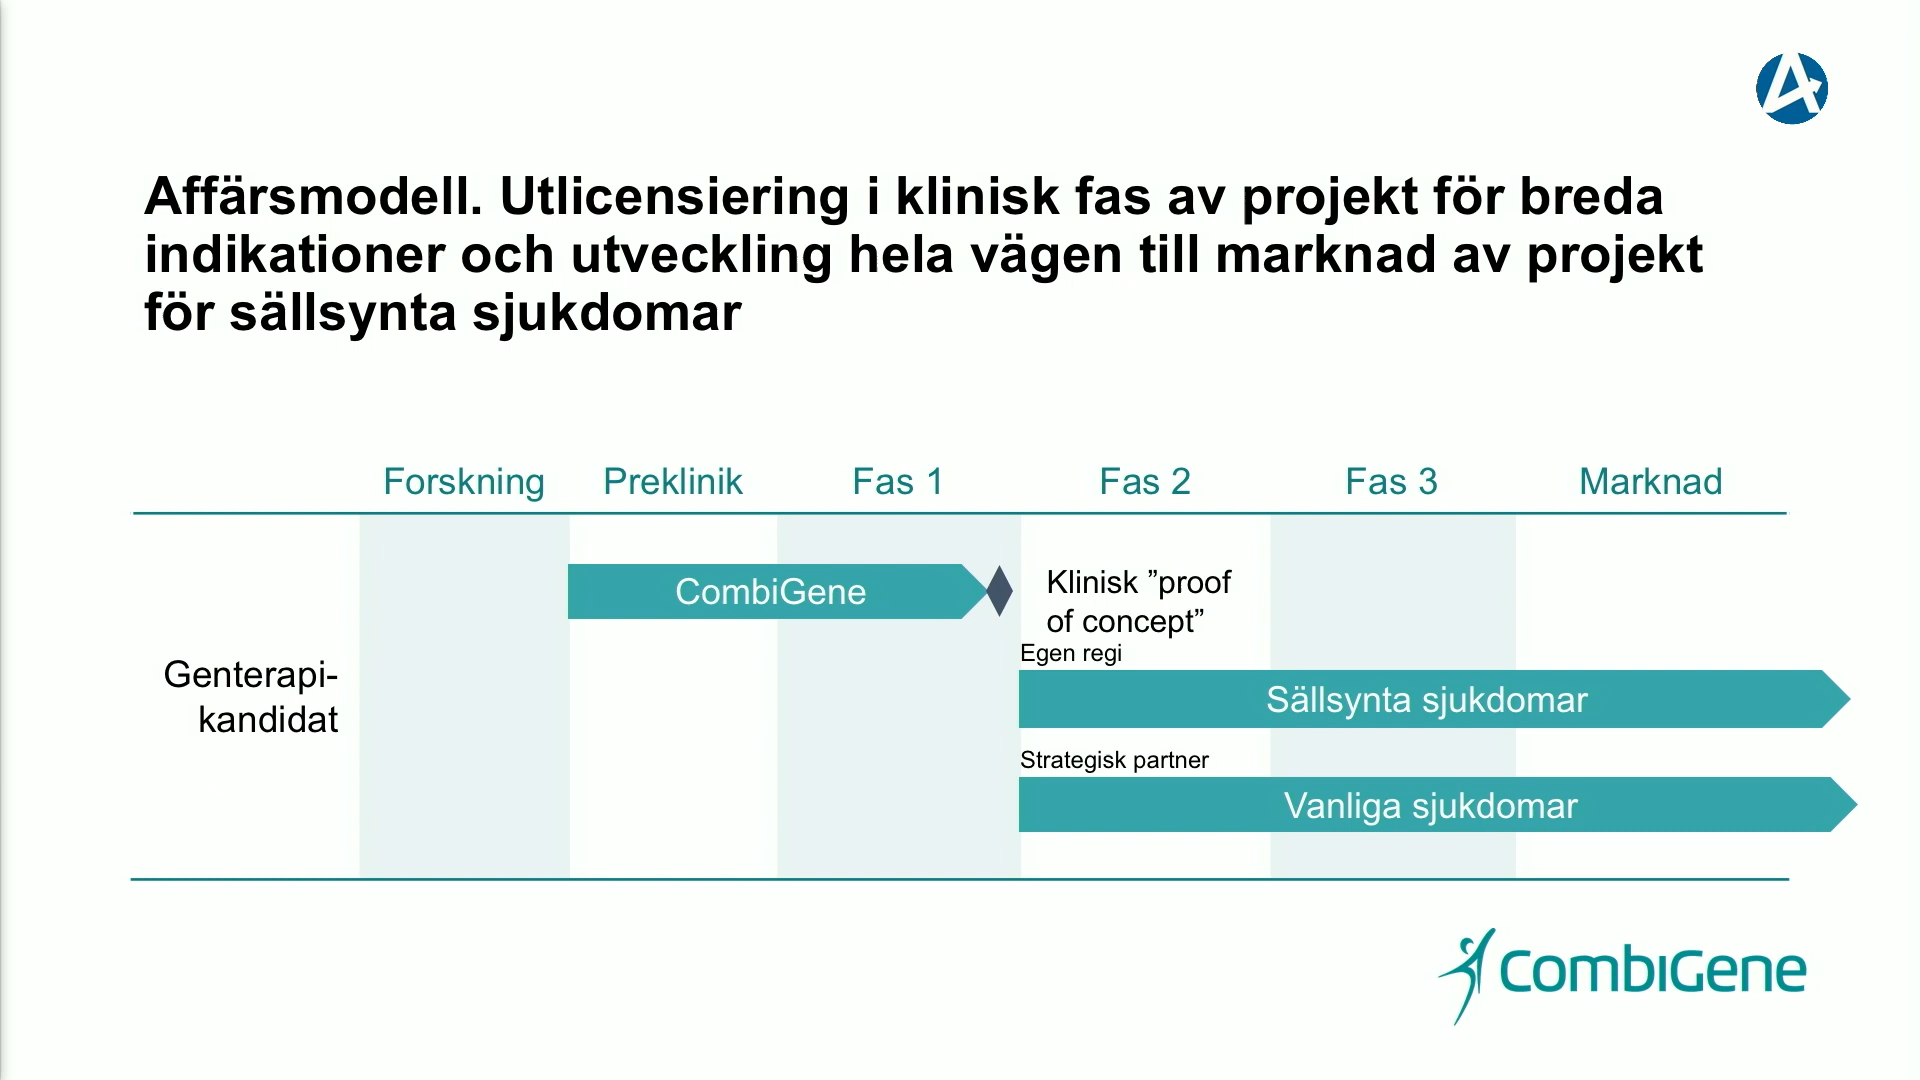 Affärsmodell. Utlicensiering i klinisk fas av projekt för breda
indikationer och utveckling hela vägen till marknad av projekt
för sällsynta sjukdomar
Forskning Preklinik Fas 1 Fas 2 Fas 3 Marknad
CombiGene
Klinisk ”proof
of concept”
Egen regi
Genterapi-
kandidat
Sällsynta sjukdomar
Strategisk partner
Vanliga sjukdomar
CombiGene